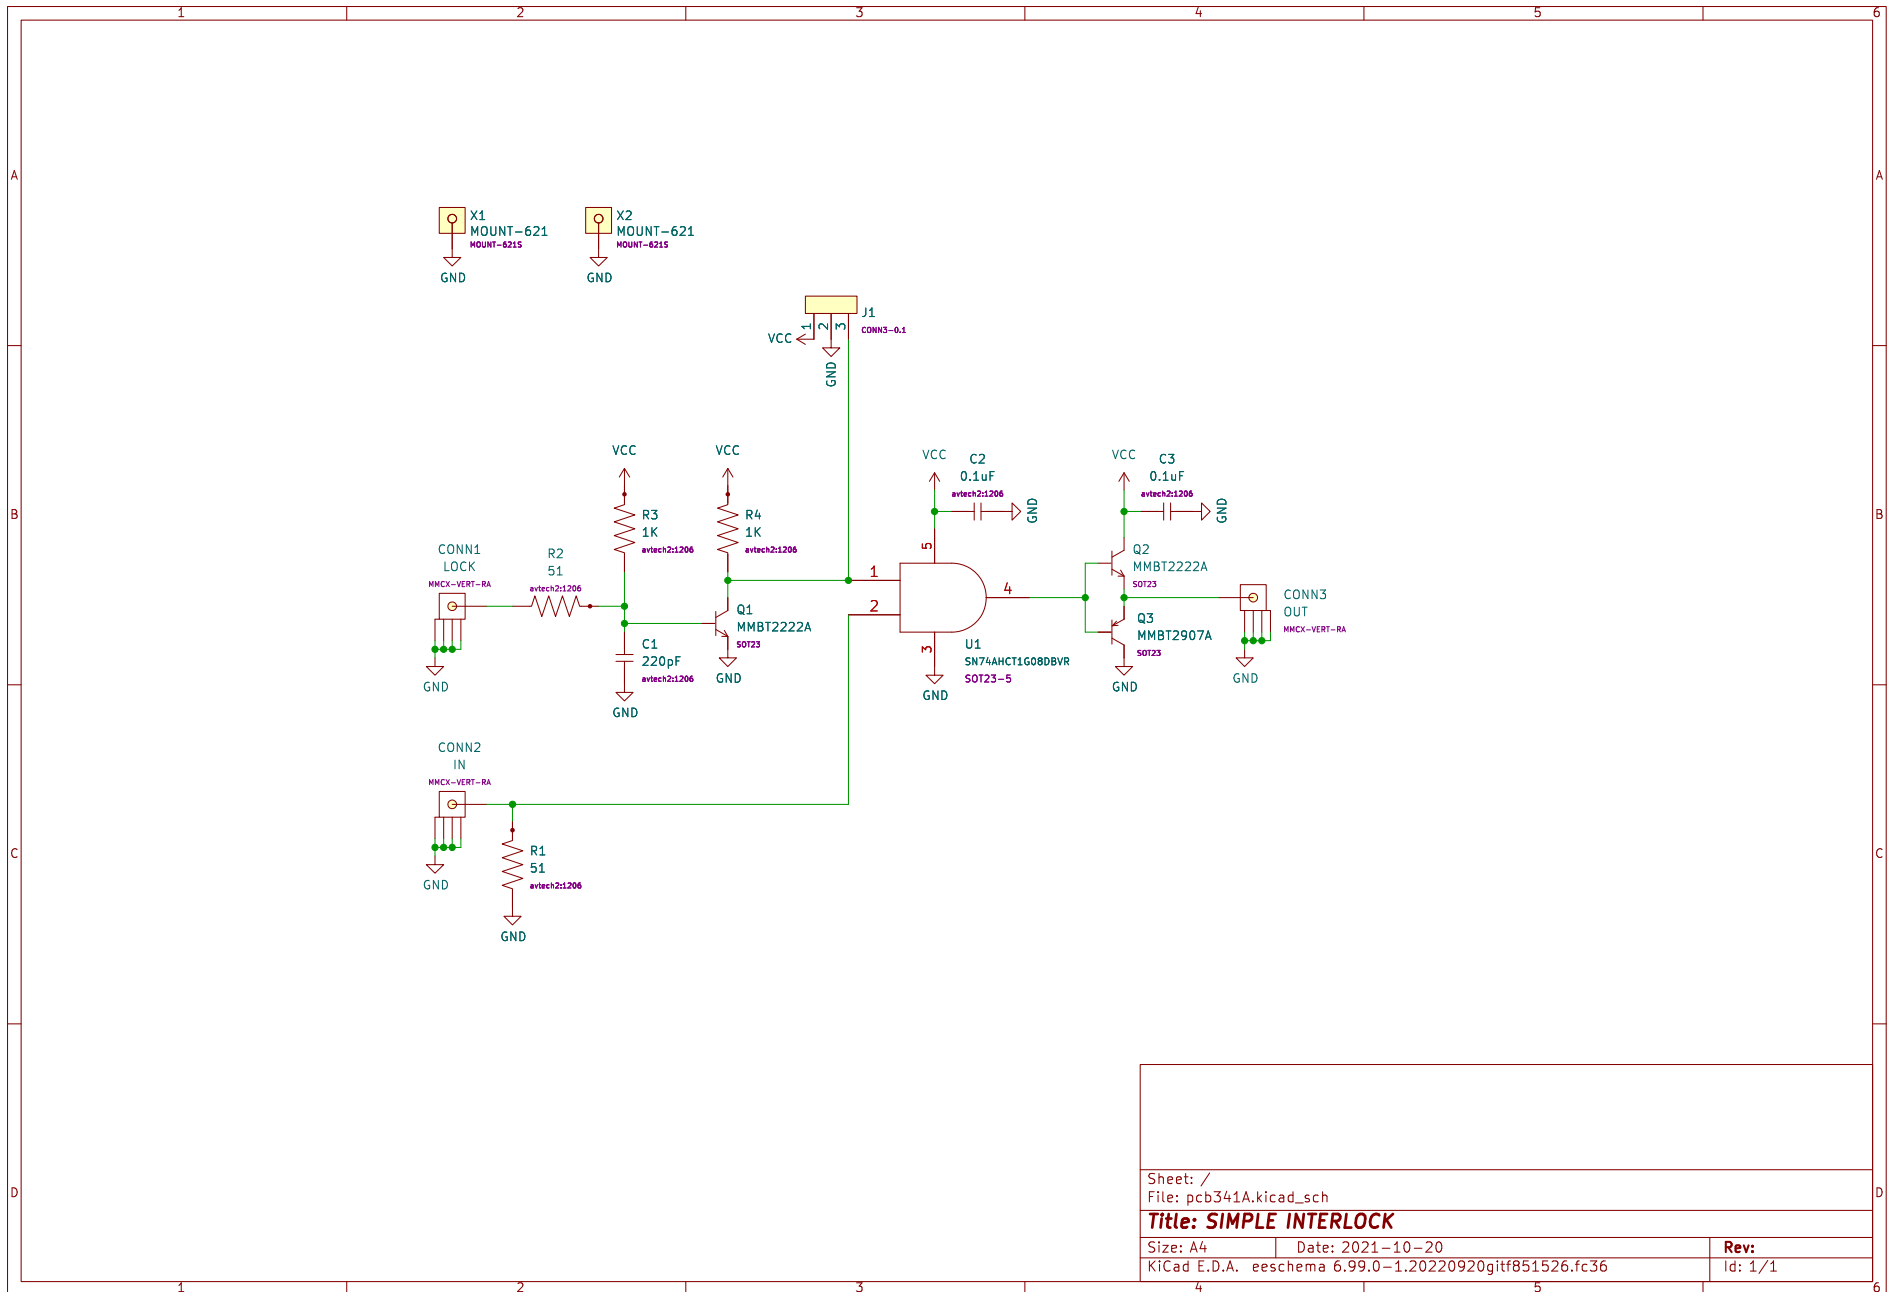 1 2 3 4 5 6
A A
X1
MOUNT-621
MOUNT-621S
GND
X2
MOUNT-621
MOUNT-621S
GND
J1
CONN3-0.1
1 2 3
VCC
GND
VCC
VCC
VCC
C2
0.1uF
avtech2:1206
GND
VCC
C3
0.1uF
avtech2:1206
GND
B B
R3
1K
avtech2:1206
R4
1K
avtech2:1206
CONN1
LOCK
MMCX-VERT-RA
GND
R2
51
avtech2:1206
C1
220pF
avtech2:1206
GND
Q1
MMBT2222A
SOT23
GND
5
1
2
4
3
U1
SN74AHCT1G08DBVR
SOT23-5
GND
Q2
MMBT2222A
SOT23
Q3
MMBT2907A
SOT23
GND
CONN3
OUT
MMCX-VERT-RA
GND
CONN2
IN
MMCX-VERT-RA
GND
C C
R1
51
avtech2:1206
GND
D D
Sheet: /
File: pcb341A.kicad_sch
Title: SIMPLE INTERLOCK
Size: A4 Date: 2021-10-20 Rev:
KiCad E.D.A. eeschema 6.99.0-1.20220920gitf851526.fc36 Id: 1/1
1 2 3 4 5 6